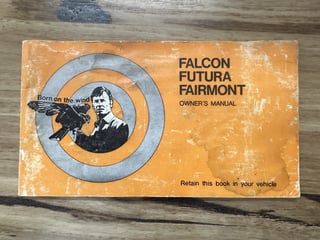 Born on the wind
FALCON
FUTURA
FAIRMONT
OWNER'S MANUAL
Retain this book in your vehicle